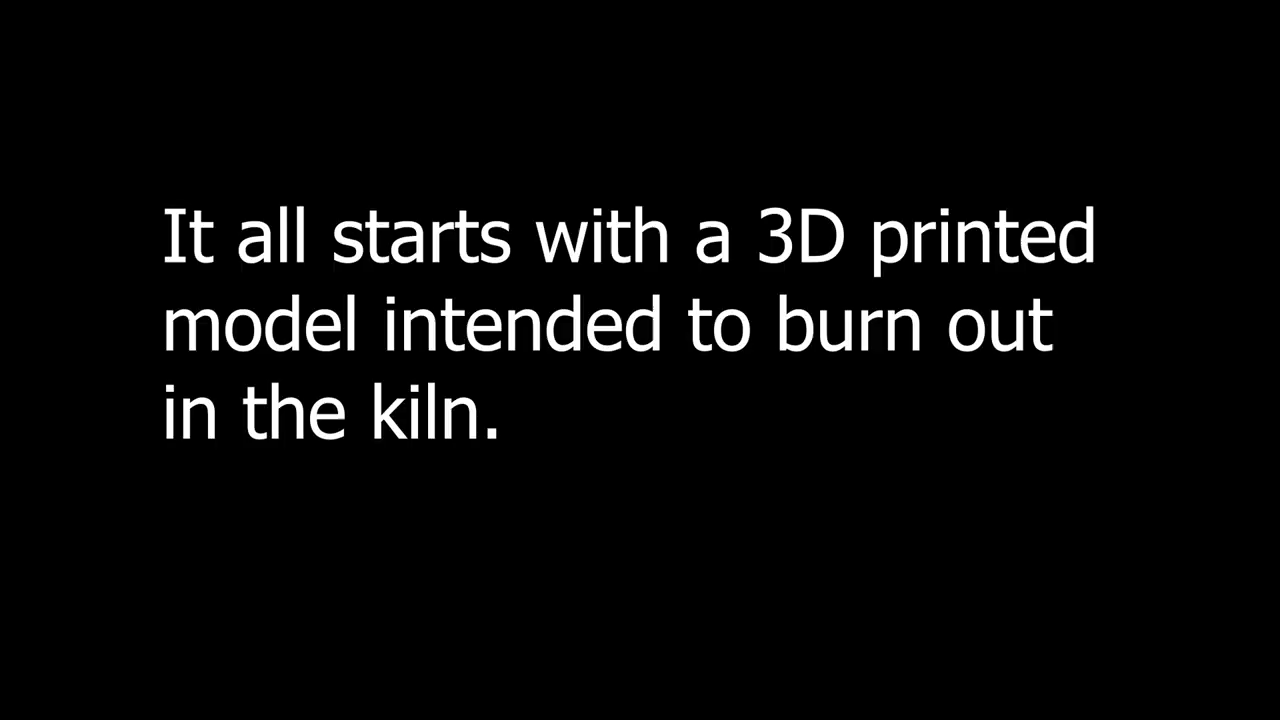 It all starts with a 3D printed
model intended to burn out
in the kiln.